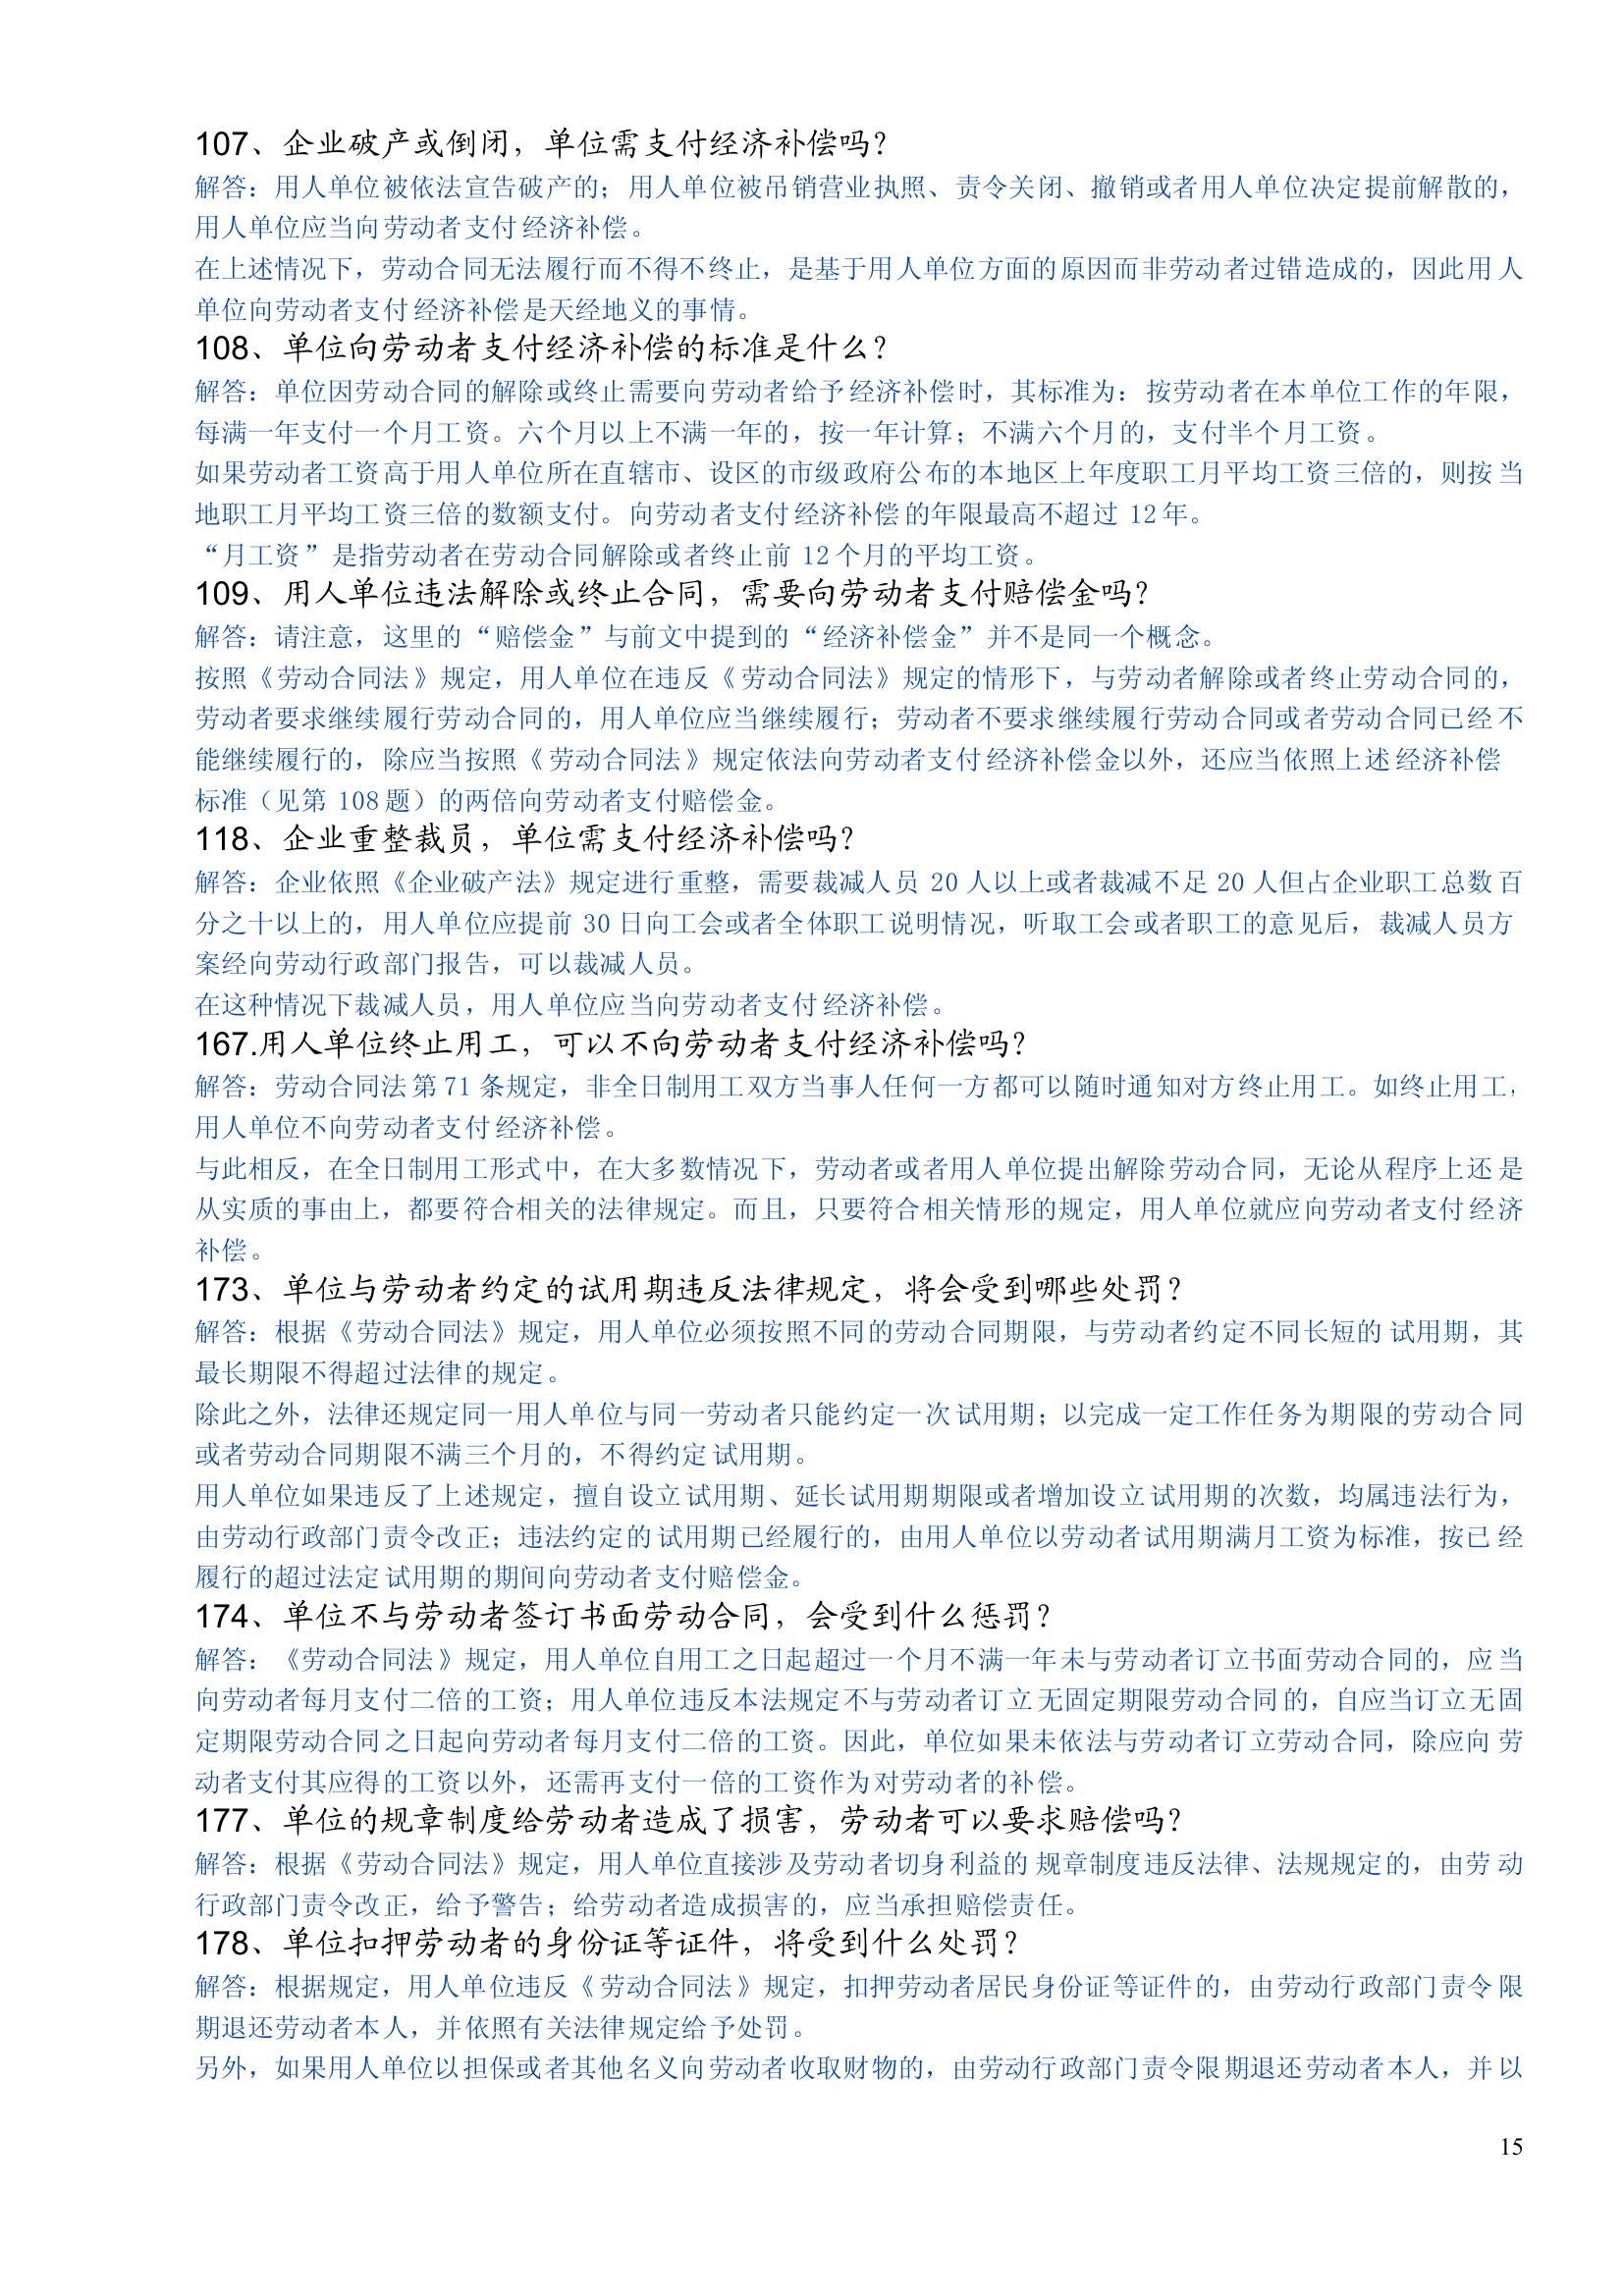 107、企业破产或倒闭，单位需支付经济补偿吗？
解答：用人单位被依法宣告破产的；用人单位被吊销营业执照、责令关闭、撤销或者用人单位决定提前解散的，
用人单位应当向劳动者支付经济补偿。
在上述情况下，劳动合同无法履行而不得不终止，是基于用人单位方面的原因而非劳动者过错造成的，因此用人
单位向劳动者支付经济补偿是天经地义的事情。
108、单位向劳动者支付经济补偿的标准是什么？
解答：单位因劳动合同的解除或终止需要向劳动者给予经济补偿时，其标准为：按劳动者在本单位工作的年限，
每满一年支付一个月工资。六个月以上不满一年的，按一年计算；不满六个月的，支付半个月工资。
如果劳动者工资高于用人单位所在直辖市、设区的市级政府公布的本地区上年度职工月平均工资三倍的，则按当
地职工月平均工资三倍的数额支付。向劳动者支付经济补偿的年限最高不超过 12 年。
“月工资”是指劳动者在劳动合同解除或者终止前 12 个月的平均工资。
109、用人单位违法解除或终止合同，需要向劳动者支付赔偿金吗？
解答：请注意，这里的“赔偿金”与前文中提到的“经济补偿金”并不是同一个概念。
按照《劳动合同法》规定，用人单位在违反《劳动合同法》规定的情形下，与劳动者解除或者终止劳动合同的，
劳动者要求继续履行劳动合同的，用人单位应当继续履行；劳动者不要求继续履行劳动合同或者劳动合同已经不
能继续履行的，除应当按照《劳动合同法》规定依法向劳动者支付经济补偿金以外，还应当依照上述经济补偿
标准（见第 108 题）的两倍向劳动者支付赔偿金。
118、企业重整裁员，单位需支付经济补偿吗？
解答：企业依照《企业破产法》规定进行重整，需要裁减人员 20 人以上或者裁减不足 20 人但占企业职工总数百
分之十以上的，用人单位应提前 30 日向工会或者全体职工说明情况，听取工会或者职工的意见后，裁减人员方
案经向劳动行政部门报告，可以裁减人员。
在这种情况下裁减人员，用人单位应当向劳动者支付经济补偿。
167.用人单位终止用工，可以不向劳动者支付经济补偿吗？
解答：劳动合同法第 71 条规定，非全日制用工双方当事人任何一方都可以随时通知对方终止用工。如终止用工，
用人单位不向劳动者支付经济补偿。
与此相反，在全日制用工形式中，在大多数情况下，劳动者或者用人单位提出解除劳动合同，无论从程序上还是
从实质的事由上，都要符合相关的法律规定。而且，只要符合相关情形的规定，用人单位就应向劳动者支付经济
补偿。
173、单位与劳动者约定的试用期违反法律规定，将会受到哪些处罚？
解答：根据《劳动合同法》规定，用人单位必须按照不同的劳动合同期限，与劳动者约定不同长短的试用期，其
最长期限不得超过法律的规定。
除此之外，法律还规定同一用人单位与同一劳动者只能约定一次试用期；以完成一定工作任务为期限的劳动合同
或者劳动合同期限不满三个月的，不得约定试用期。
用人单位如果违反了上述规定，擅自设立试用期、延长试用期期限或者增加设立试用期的次数，均属违法行为，
由劳动行政部门责令改正；违法约定的试用期已经履行的，由用人单位以劳动者试用期满月工资为标准，按已经
履行的超过法定试用期的期间向劳动者支付赔偿金。
174、单位不与劳动者签订书面劳动合同，会受到什么惩罚？
解答：《劳动合同法》规定，用人单位自用工之日起超过一个月不满一年未与劳动者订立书面劳动合同的，应当
向劳动者每月支付二倍的工资；用人单位违反本法规定不与劳动者订立无固定期限劳动合同的，自应当订立无固
定期限劳动合同之日起向劳动者每月支付二倍的工资。因此，单位如果未依法与劳动者订立劳动合同，除应向劳
动者支付其应得的工资以外，还需再支付一倍的工资作为对劳动者的补偿。
177、单位的规章制度给劳动者造成了损害，劳动者可以要求赔偿吗？
解答：根据《劳动合同法》规定，用人单位直接涉及劳动者切身利益的规章制度违反法律、法规规定的，由劳动
行政部门责令改正，给予警告；给劳动者造成损害的，应当承担赔偿责任。
178、单位扣押劳动者的身份证等证件，将受到什么处罚？
解答：根据规定，用人单位违反《劳动合同法》规定，扣押劳动者居民身份证等证件的，由劳动行政部门责令限
期退还劳动者本人，并依照有关法律规定给予处罚。
另外，如果用人单位以担保或者其他名义向劳动者收取财物的，由劳动行政部门责令限期退还劳动者本人，并以
15